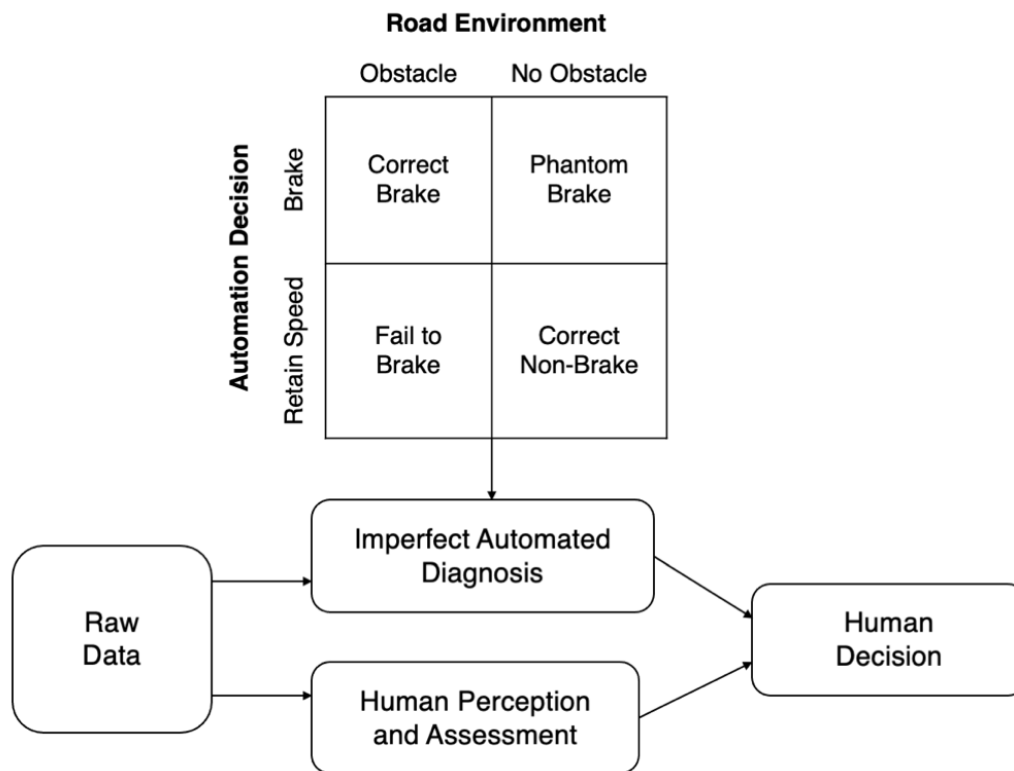 Road Environment
Obstacle
No Obstacle
Automation Decision
Brake
Correct
Brake
Phantom
Brake
Retain Speed
Fail to
Brake
Correct
Non-Brake
Imperfect Automated
Diagnosis
Raw
Data
Human
Decision
Human Perception
and Assessment